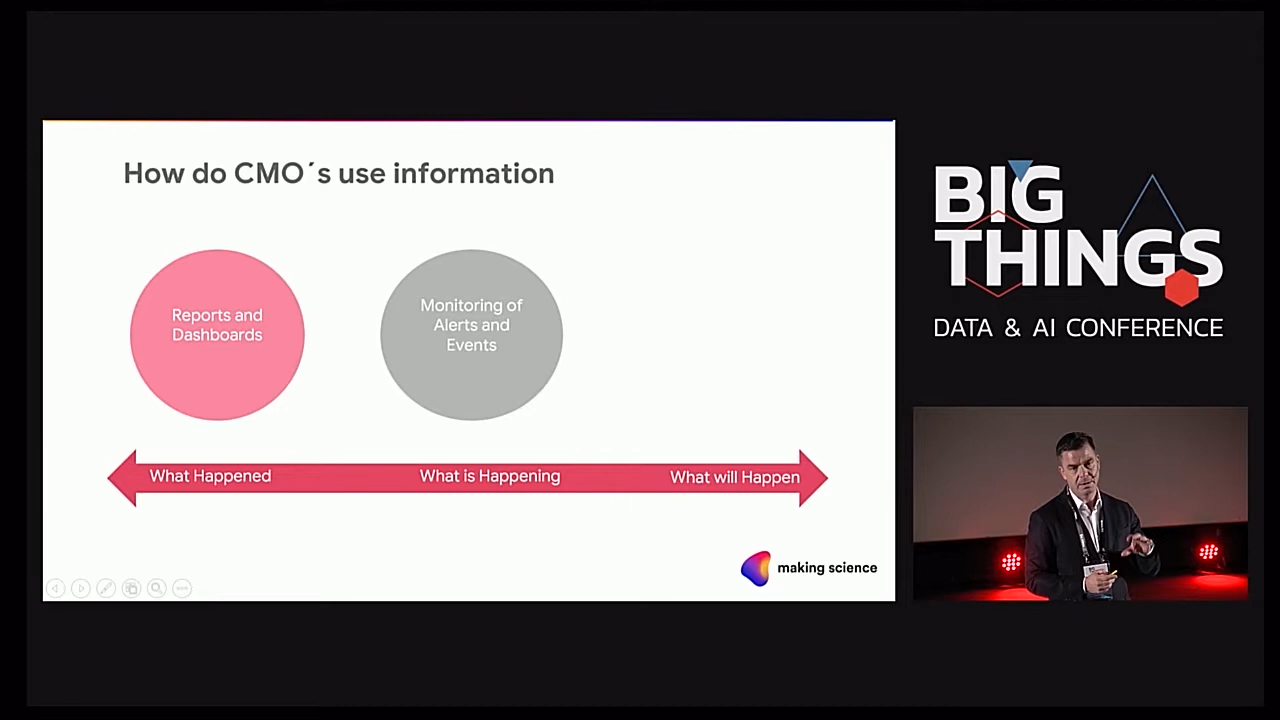 How do CMO´s use information
Reports and
Dashboards
Monitoring of
Alerts and
Events
What Happened
What is Happening
What will Happen
making science
BIG
THINGS
DATA & AI CONFERENCE